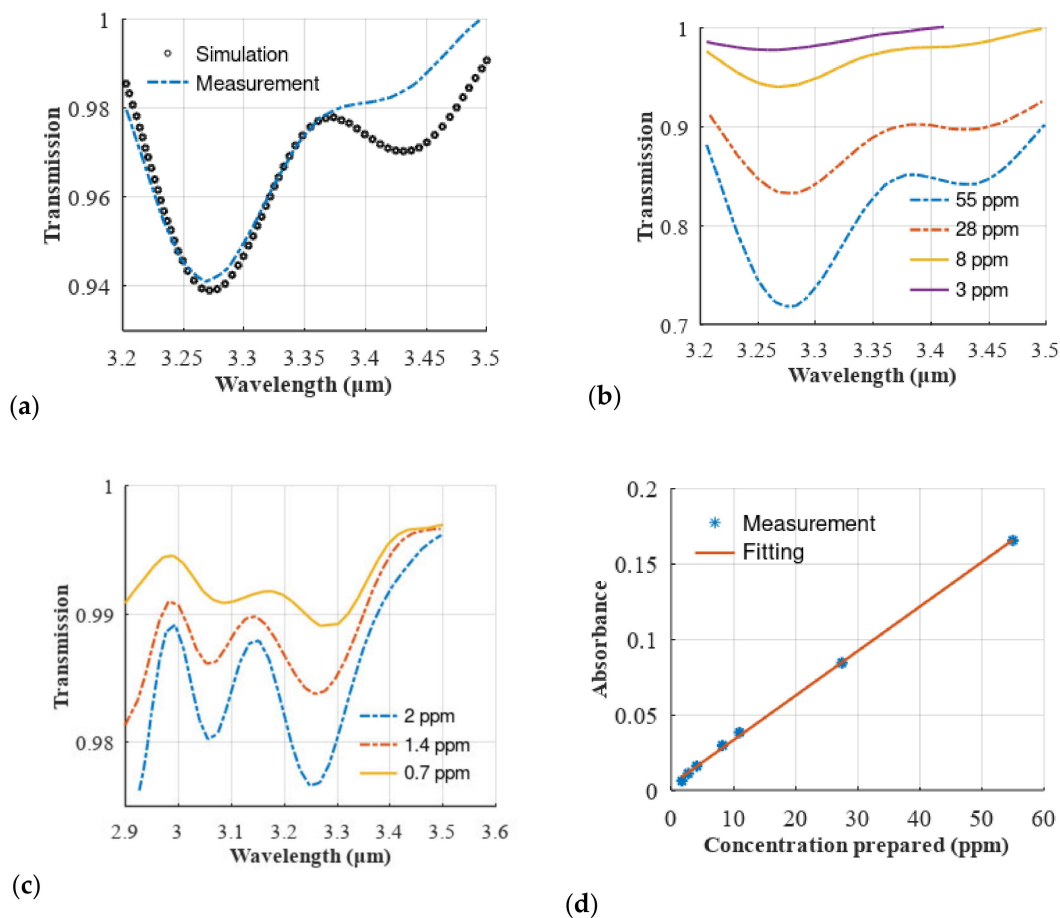 1
0.98
0.96
0.94
Transmission
Simulation
Measurement
3.2
3.25
3.3
3.35
3.4
3.45
3.5
Wavelength (μm)
(a)
1
0.9
0.8
0.7
Transmission
55 ppm
28 ppm
8 ppm
3 ppm
3.2
3.25
3.3
3.35
3.4
3.45
3.5
Wavelength (μm)
(b)
1
0.99
0.98
Transmission
2 ppm
1.4 ppm
0.7 ppm
2.9
3
3.1
3.2
3.3
3.4
3.5
3.6
Wavelength (μm)
(c)
0.2
0.15
0.1
0.05
0
Absorbance
Measurement
Fitting
0
10
20
30
40
50
60
Concentration prepared (ppm)
(d)